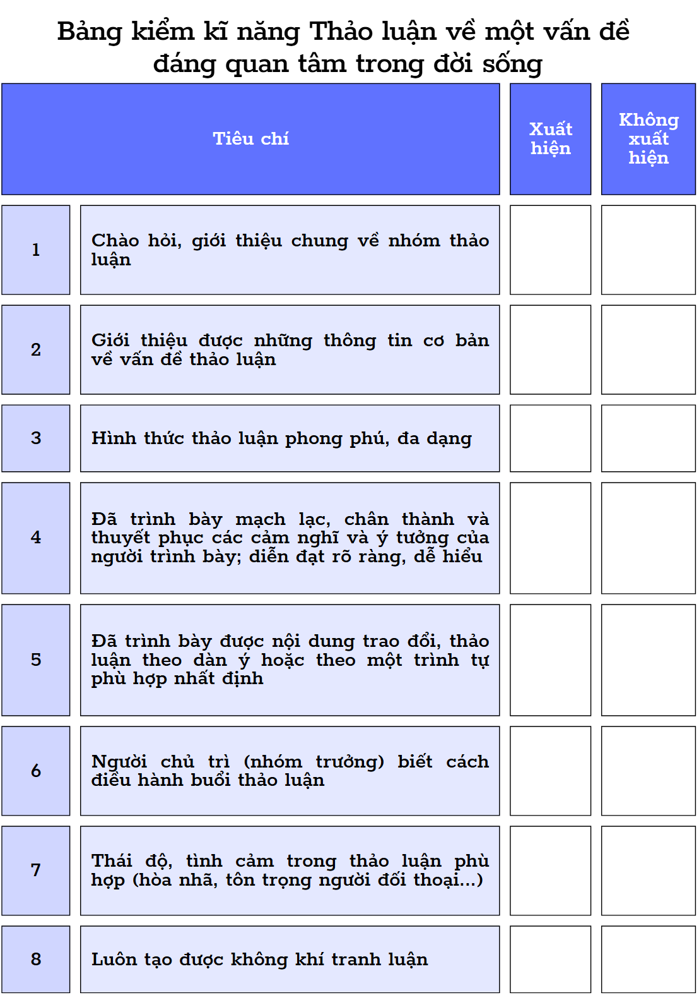 Bảng kiểm kĩ năng Thảo luận về một vấn đề
đáng quan tâm trong đời sống
Tiêu chí
Xuất
hiện
Không
xuất
hiện
1
Chào hỏi, giới thiệu chung về nhóm thảo
luận
2
Giới thiệu được những thông tin cơ bản
về vấn đề thảo luận
3
Hình thức thảo luận phong phú, đa dạng
4
Đã trình bày mạch lạc, chân thành và
thuyết phục các cảm nghĩ và ý tưởng của
người trình bày; diễn đạt rõ ràng, dễ hiểu
5
Đã trình bày được nội dung trao đổi, thảo
luận theo dàn ý hoặc theo một trình tự
phù hợp nhất định
6
Người chủ trì (nhóm trưởng) biết cách
điều hành buổi thảo luận
7
Thái độ, tình cảm trong thảo luận phù
hợp (hòa nhã, tôn trọng người đối thoại...)
8
Luôn tạo được không khí tranh luận